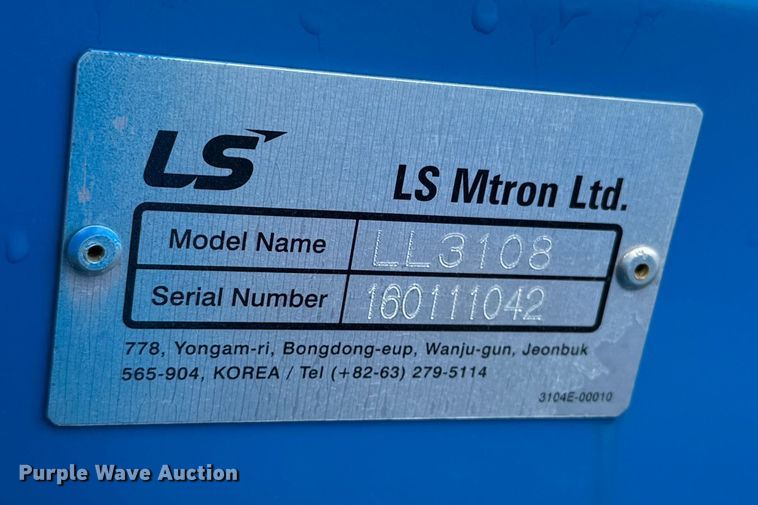 LS
LS Mtron Ltd.
Model Name LL3108
Serial Number 160111042
778, Yongam-ri, Bongdong-eup, Wanju-gun, Jeonbuk
565-904, KOREA / Tel (+82-63) 279-5114
3104E-00010
Purple Wave Auction